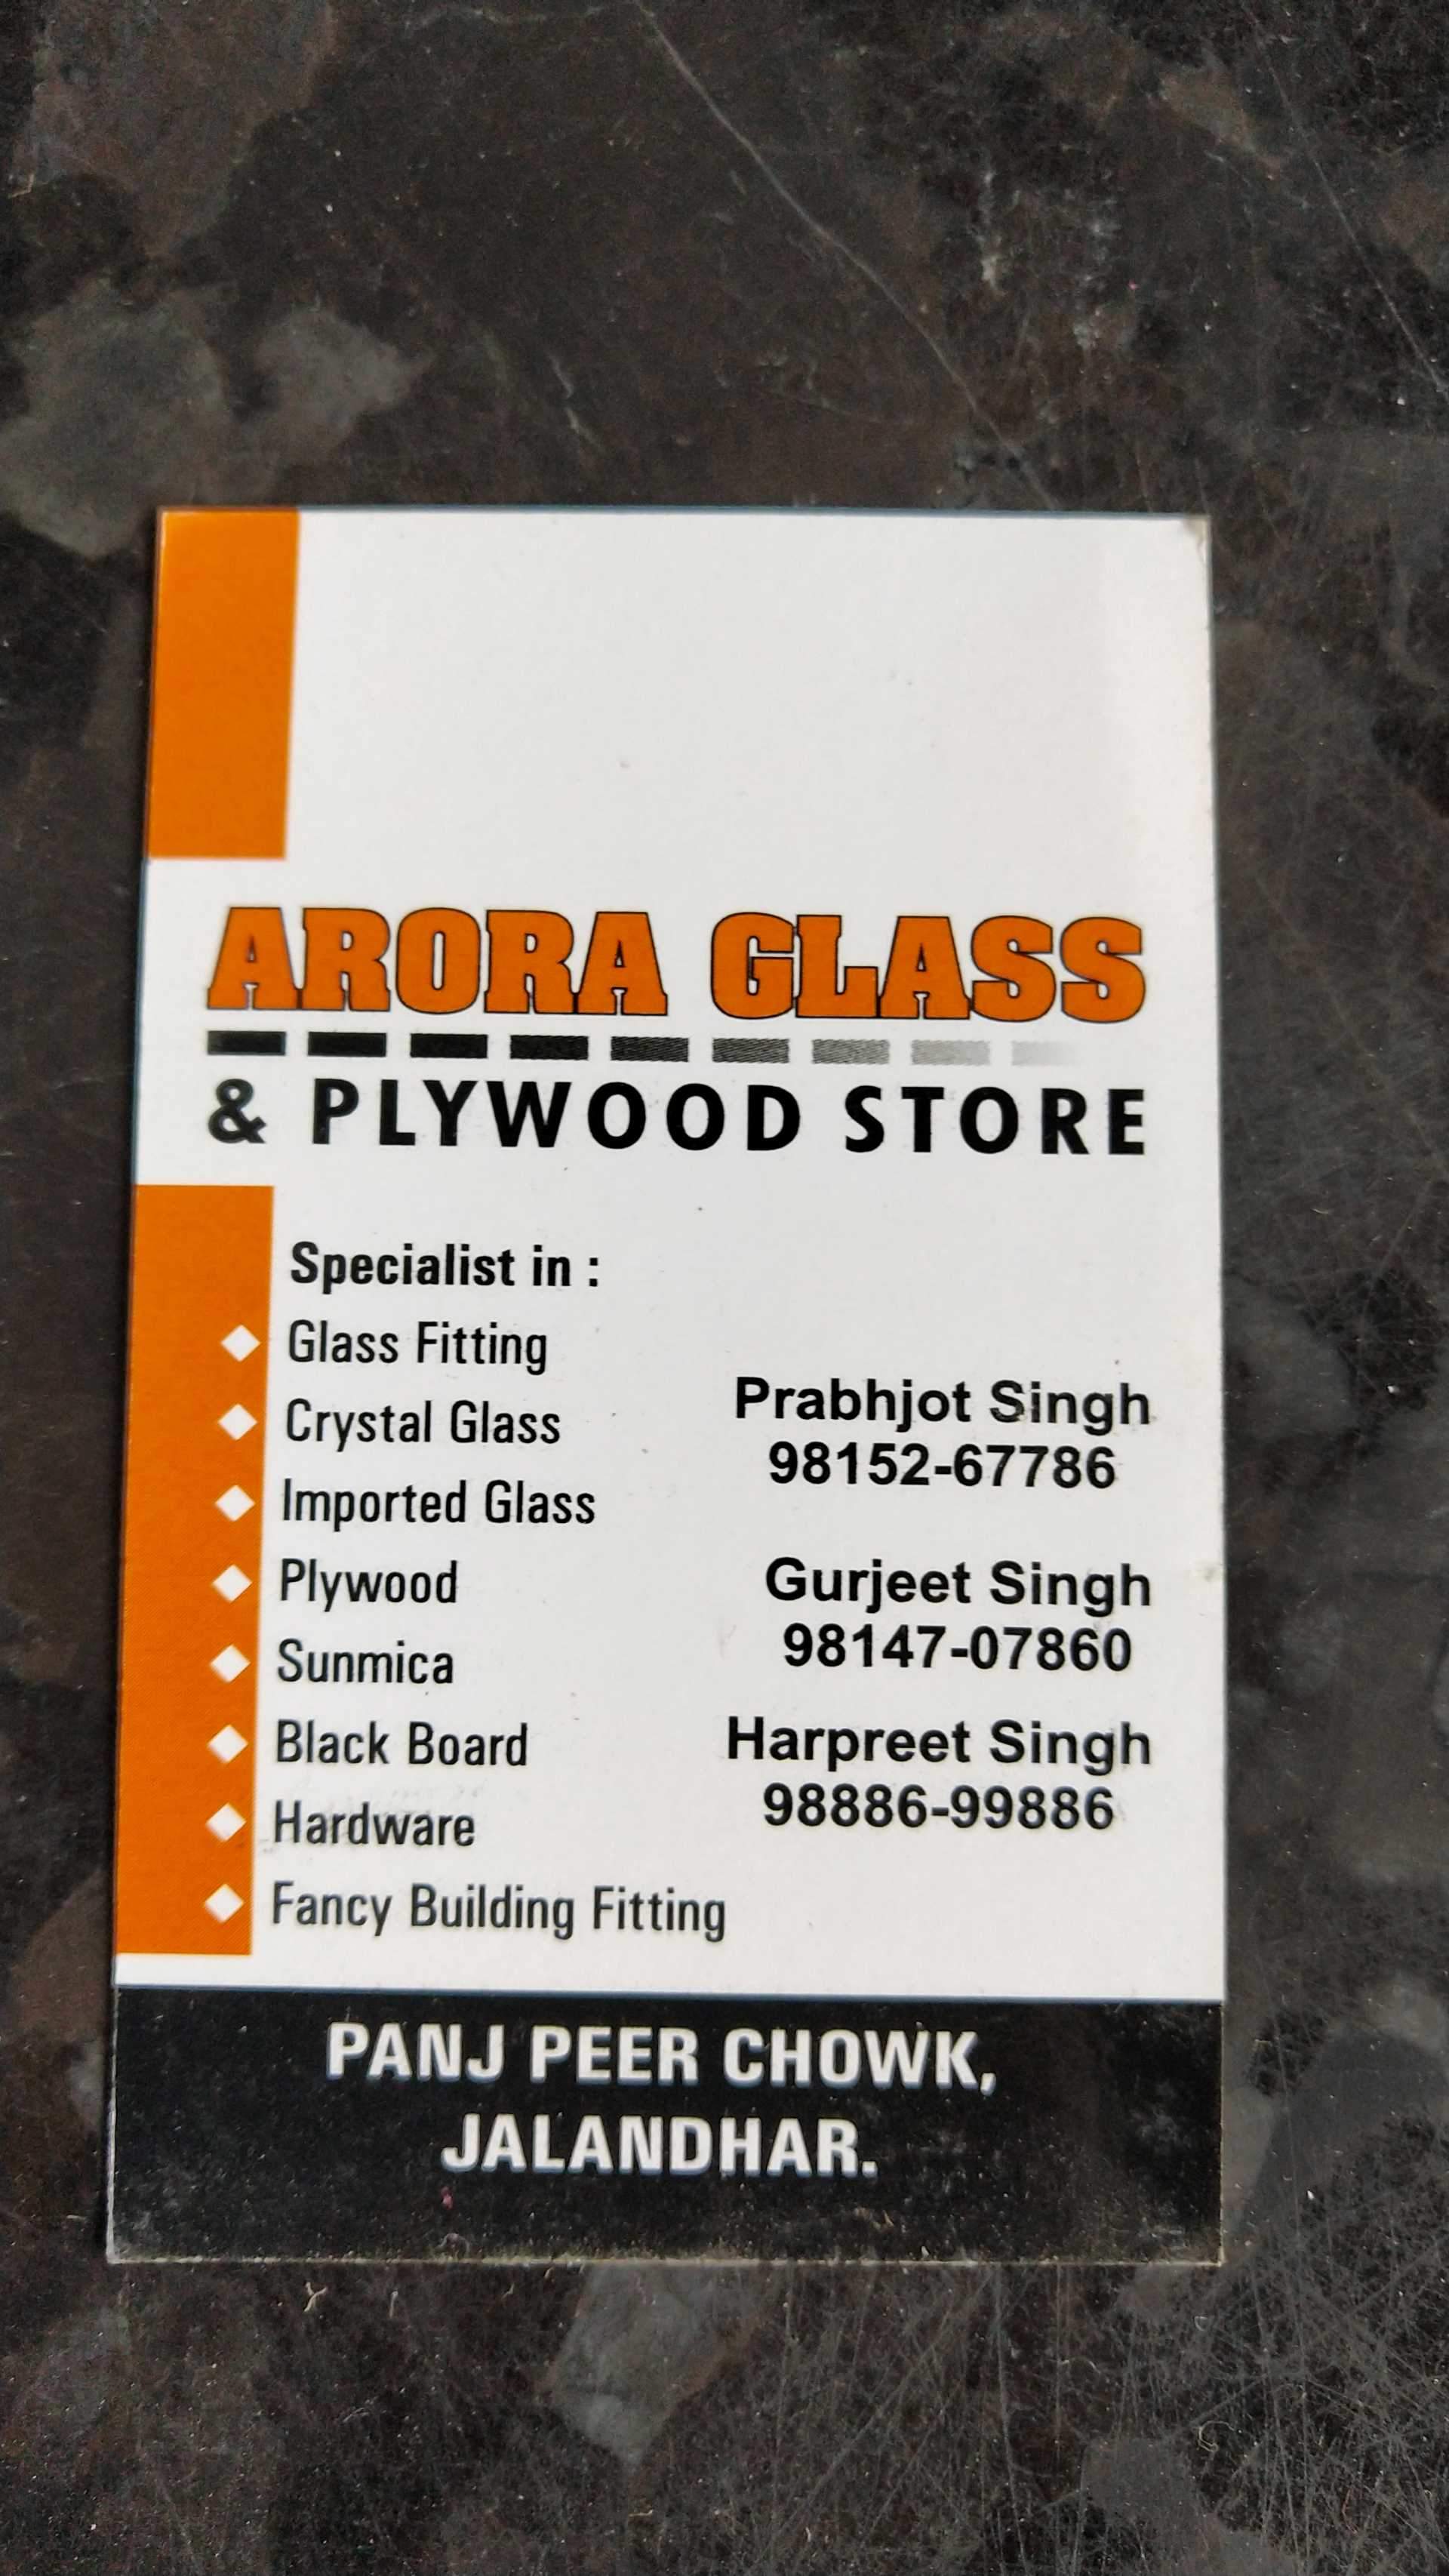 ARORA GLASS
& PLYWOOD STORE
Specialist in :
Glass Fitting
Crystal Glass
Imported Glass
Plywood
Sunmica
Black Board
Hardware
Fancy Building Fitting
Prabhjot Singh
98152-67786
Gurjeet Singh
98147-07860
Harpreet Singh
98886-99886
PANJ PEER CHOWK,
JALANDHAR.